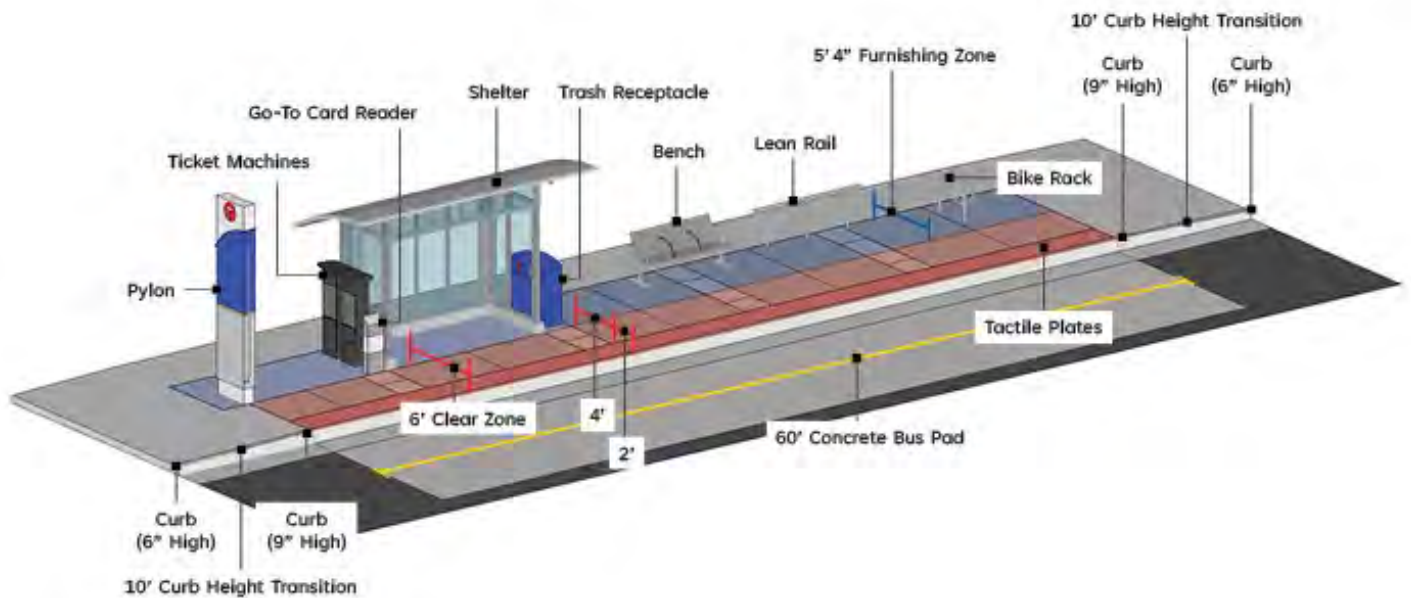 10' Curb Height Transition
5' 4" Furnishing Zone
Curb
(9" High)
Curb
(6" High)
Shelter
Trash Receptacle
Go-To Card Reader
Bench
Lean Rail
Ticket Machines
Bike Rack
Pylon
Tactile Plates
6' Clear Zone
4'
2'
60' Concrete Bus Pad
Curb
(6" High)
Curb
(9" High)
10' Curb Height Transition